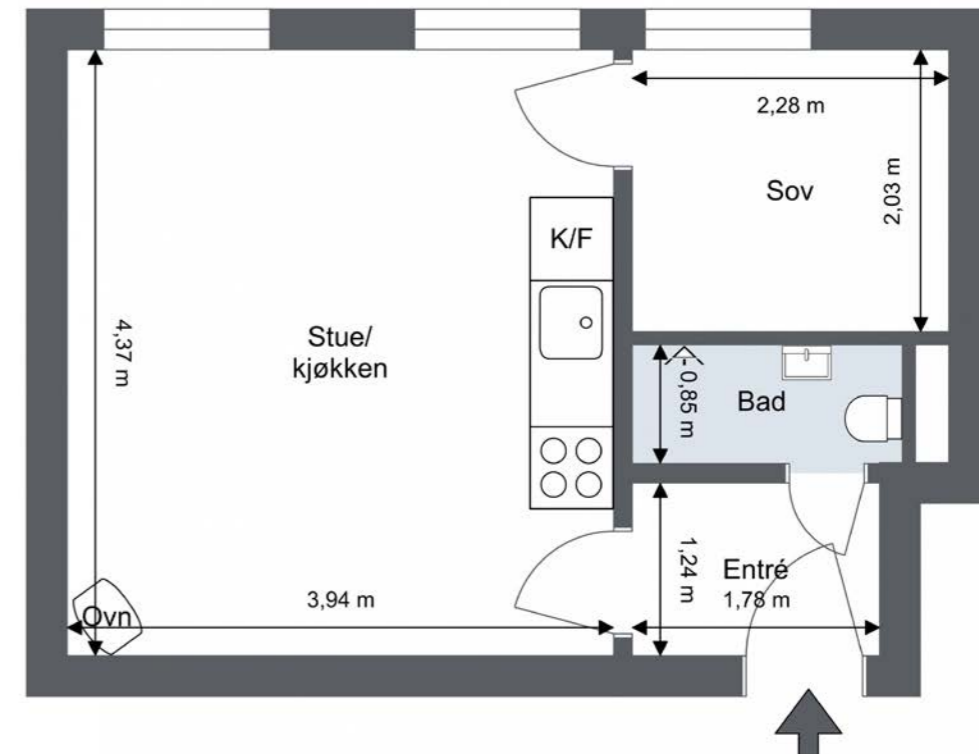 2,28 m
Sov
2,03 m
K/F
4,37 m
Stue/
kjøkken
0,85 m
Bad
1,24 m
Entré
1,78 m
3,94 m
Ovn